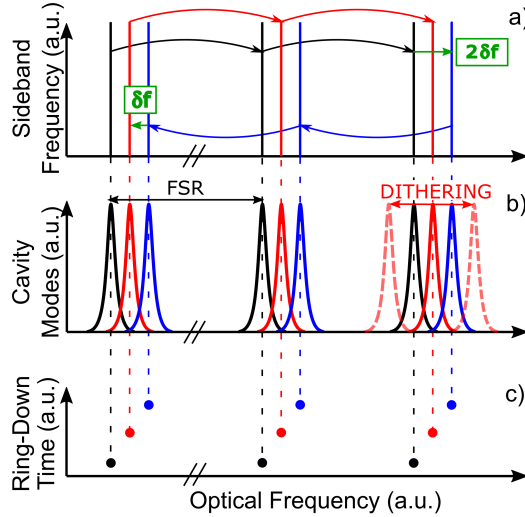 a)
Sideband
Frequency (a.u.)
2δf
δf
FSR
DITHERING
b)
Cavity
Modes (a.u.)
c)
Ring-Down
Time (a.u.)
Optical Frequency (a.u.)